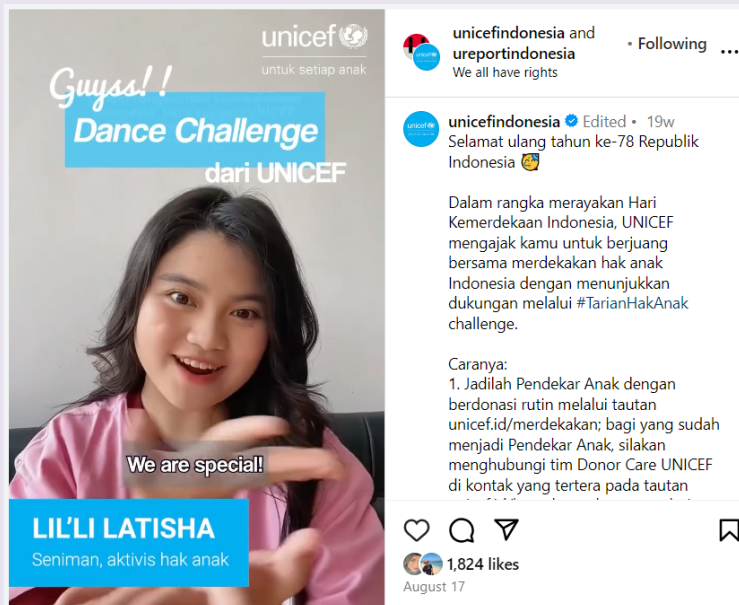 unicef
untuk setiap anak
Guyss!!
Dance Challenge
dari UNICEF
We are special!
LIL'LI LATISHA
Seniman, aktivis hak anak
unicefindonesia and
ureportindonesia
• Following
We all have rights
unicefindonesia Edited • 19w
Selamat ulang tahun ke-78 Republik
Indonesia 🥳
Dalam rangka merayakan Hari
Kemerdekaan Indonesia, UNICEF
mengajak kamu untuk berjuang
bersama merdekakan hak anak
Indonesia dengan menunjukkan
dukungan melalui #TarianHakAnak
challenge.
Caranya:
1. Jadilah Pendekar Anak dengan
berdonasi rutin melalui tautan
unicef.id/merdekakan; bagi yang sudah
menjadi Pendekar Anak, silakan
menghubungi tim Donor Care UNICEF
di kontak yang tertera pada tautan
1,824 likes
August 17